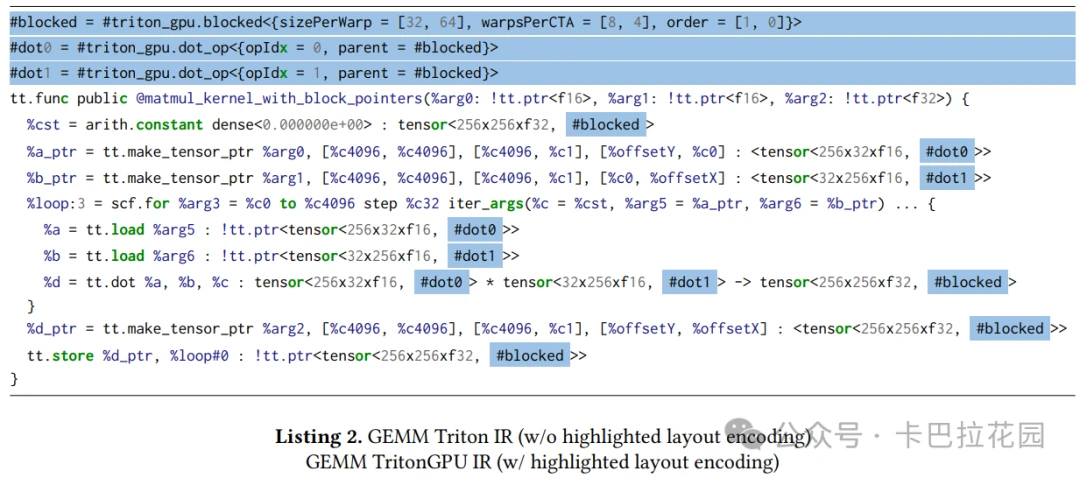 #blocked = #triton_gpu.blocked<{sizePerWarp = [32, 64], warpsPerCTA = [8, 4], order = [1, 0]}>
#dot0 = #triton_gpu.dot_op<{opIdx = 0, parent = #blocked}>
#dot1 = #triton_gpu.dot_op<{opIdx = 1, parent = #blocked}>
tt.func public @matmul_kernel_with_block_pointers(%arg0: !tt.ptr<f16>, %arg1: !tt.ptr<f16>, %arg2: !tt.ptr<f32>) {
  %cst = arith.constant dense<0.000000e+00> : tensor<256x256xf32, #blocked>
  %a_ptr = tt.make_tensor_ptr %arg0, [%c4096, %c4096], [%c4096, %c1], [%offsetY, %c0] : <tensor<256x32xf16, #dot0>>
  %b_ptr = tt.make_tensor_ptr %arg1, [%c4096, %c4096], [%c4096, %c1], [%c0, %offsetX] : <tensor<32x256xf16, #dot1>>
  %loop:3 = scf.for %arg3 = %c0 to %c4096 step %c32 iter_args(%c = %cst, %arg5 = %a_ptr, %arg6 = %b_ptr) ... {
    %a = tt.load %arg5 : !tt.ptr<tensor<256x32xf16, #dot0>>
    %b = tt.load %arg6 : !tt.ptr<tensor<32x256xf16, #dot1>>
    %d = tt.dot %a, %b, %c : tensor<256x32xf16, #dot0> * tensor<32x256xf16, #dot1> -> tensor<256x256xf32, #blocked>
  }
  %d_ptr = tt.make_tensor_ptr %arg2, [%c4096, %c4096], [%c4096, %c1], [%offsetY, %offsetX] : <tensor<256x256xf32, #blocked>>
  tt.store %d_ptr, %loop#0 : !tt.ptr<tensor<256x256xf32, #blocked>>
}
Listing 2. GEMM Triton IR (w/o highlighted layout encoding)
GEMM TritonGPU IR (w/ highlighted layout encoding)
公众号 · 卡巴拉花园